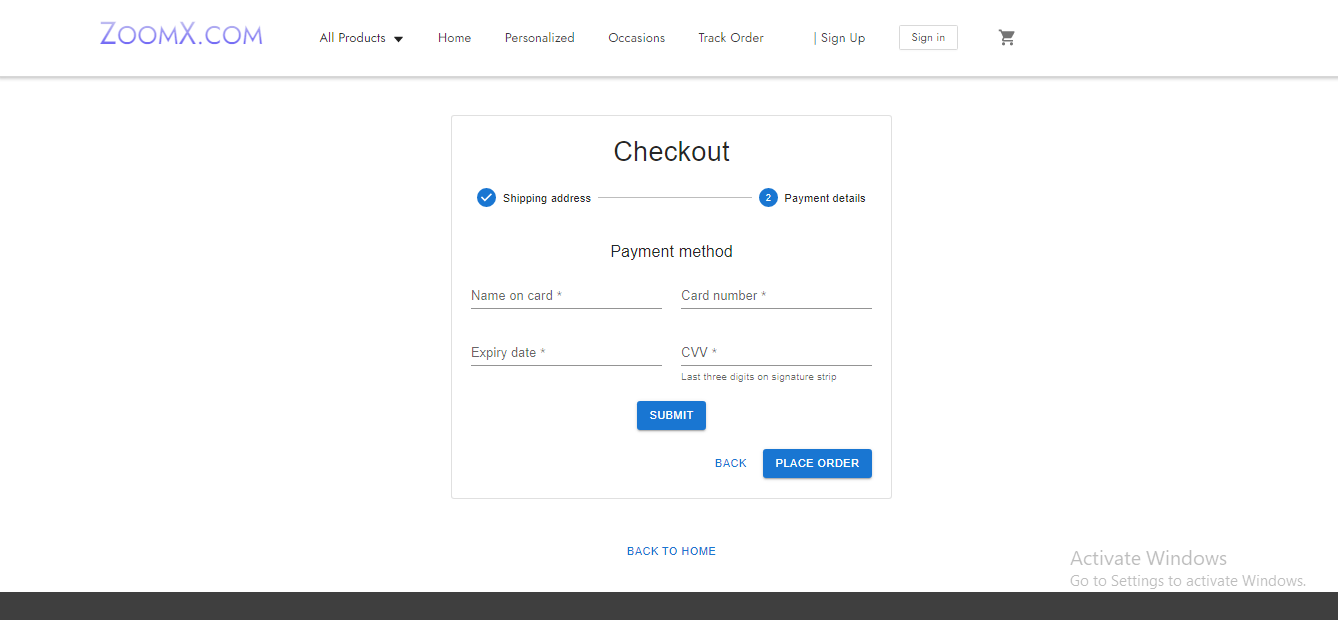 ZoomX.com
All Products Home Personalized Occasions Track Order | Sign Up Sign in
Checkout
Shipping address 2 Payment details
Payment method
Name on card * Card number *
Expiry date * CVV *
Last three digits on signature strip
SUBMIT
BACK PLACE ORDER
BACK TO HOME
Activate Windows
Go to Settings to activate Windows.